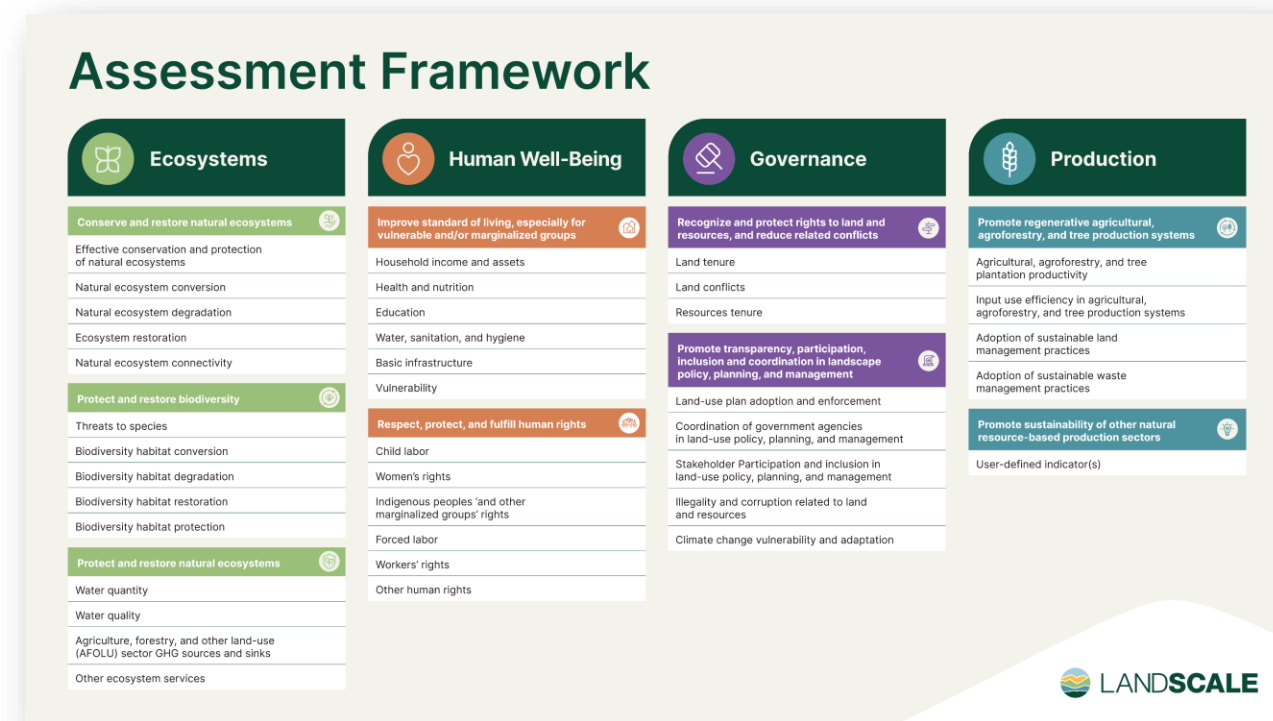 Assessment Framework
Ecosystems
Conserve and restore natural ecosystems
Effective conservation and protection
of natural ecosystems
Natural ecosystem conversion
Natural ecosystem degradation
Ecosystem restoration
Natural ecosystem connectivity
Protect and restore biodiversity
Threats to species
Biodiversity habitat conversion
Biodiversity habitat degradation
Biodiversity habitat restoration
Biodiversity habitat protection
Protect and restore natural ecosystems
Water quantity
Water quality
Agriculture, forestry, and other land-use
(AFOLU) sector GHG sources and sinks
Other ecosystem services
Human Well-Being
Improve standard of living, especially for
vulnerable and/or marginalized groups
Household income and assets
Health and nutrition
Education
Water, sanitation, and hygiene
Basic infrastructure
Vulnerability
Respect, protect, and fulfill human rights
Child labor
Women's rights
Indigenous peoples 'and other
marginalized groups' rights
Forced labor
Workers' rights
Other human rights
Governance
Recognize and protect rights to land and
resources, and reduce related conflicts
Land tenure
Land conflicts
Resources tenure
Promote transparency, participation,
inclusion and coordination in landscape
policy, planning, and management
Land-use plan adoption and enforcement
Coordination of government agencies
in land-use policy, planning, and management
Stakeholder Participation and inclusion in
land-use policy, planning, and management
Illegality and corruption related to land
and resources
Climate change vulnerability and adaptation
Production
Promote regenerative agricultural,
agroforestry, and tree production systems
Agricultural, agroforestry, and tree
plantation productivity
Input use efficiency in agricultural,
agroforestry, and tree production systems
Adoption of sustainable land
management practices
Adoption of sustainable waste
management practices
Promote sustainability of other natural
resource-based production sectors
User-defined indicator(s)
LANDSCALE